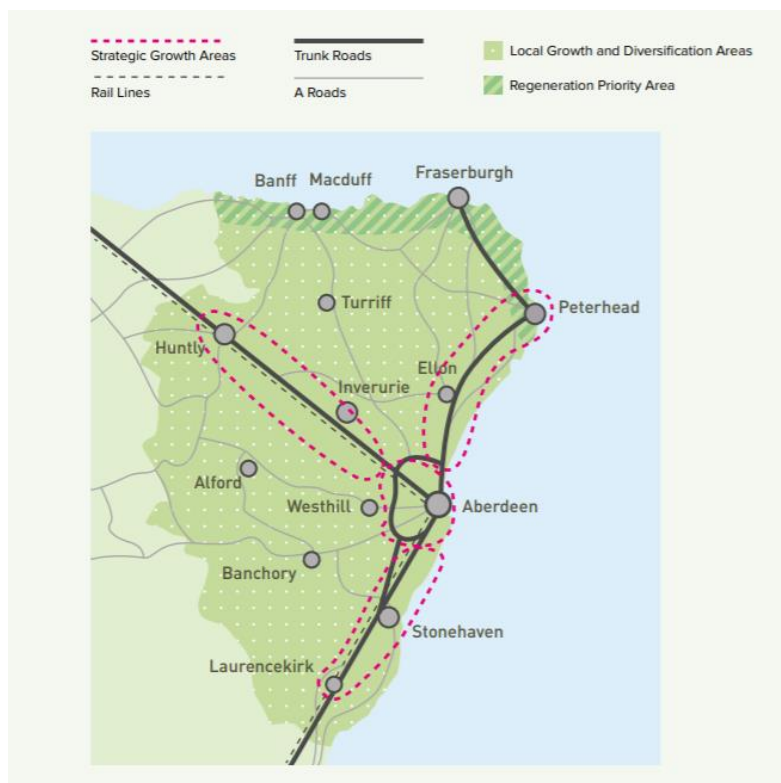 Strategic Growth Areas
Trunk Roads
Local Growth and Diversification Areas
Rail Lines
A Roads
Regeneration Priority Area
Fraserburgh
Banff
Macduff
Turriff
Peterhead
Huntly
Ellon
Inverurie
Alford
Westhill
Aberdeen
Banchory
Stonehaven
Laurencekirk